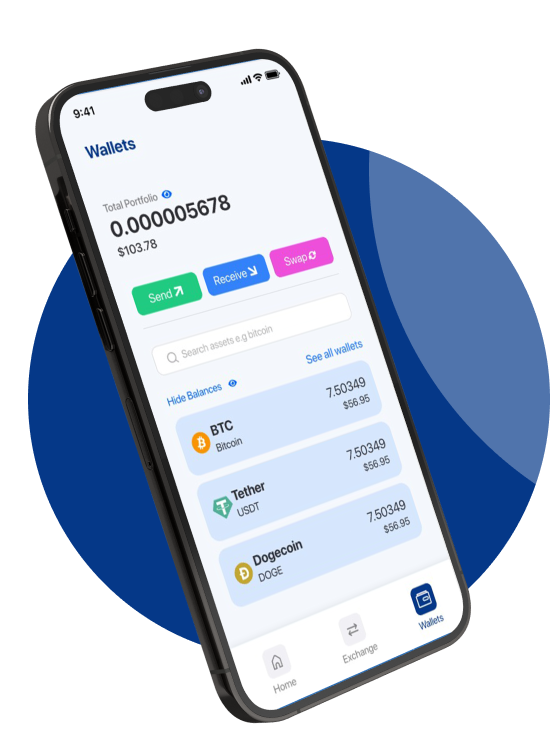 9:41
Wallets
Total Portfolio
0.000005678
$103.78
Send Receive Swap
Search assets e.g bitcoin
Hide Balances See all wallets
BTC 7.50349
Bitcoin $56.95
Tether 7.50349
USDT $56.95
Dogecoin 7.50349
DOGE $56.95
Home Exchange Wallets